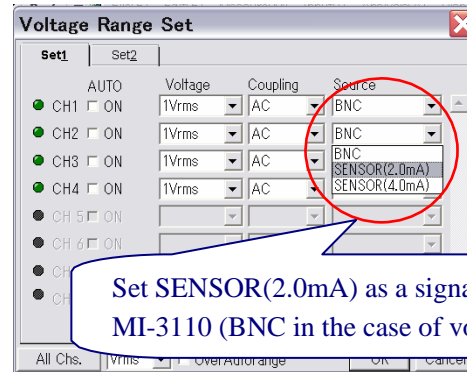 Voltage Range Set
Set1 Set2
AUTO Voltage Coupling Source
CH1 ON 1Vrms AC BNC
CH2 ON 1Vrms AC BNC
CH3 ON 1Vrms AC BNC
SENSOR(2.0mA)
CH4 ON 1Vrms AC SENSOR(4.0mA)
CH 5 ON
CH 6 ON
CH
CH
Set SENSOR(2.0mA) as a signa
MI-3110 (BNC in the case of vo
All Chs. Vrms OverAutorange OK Cancel